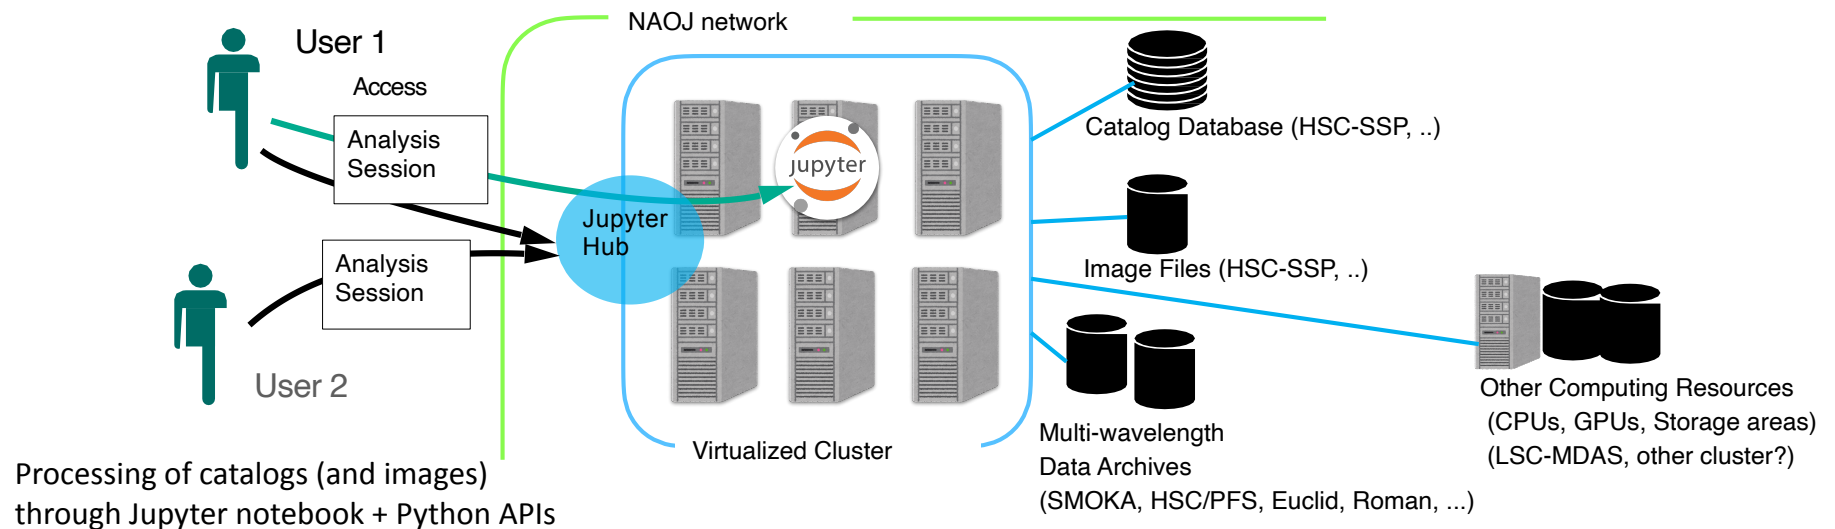 NAOJ network
User 1
Access
Analysis
Session
Jupyter
Hub
jupyter
Analysis
Session
User 2
Virtualized Cluster
Catalog Database (HSC-SSP, ..)
Image Files (HSC-SSP, ..)
Multi-wavelength
Data Archives
(SMOKA, HSC/PFS, Euclid, Roman, ...)
Other Computing Resources
(CPUs, GPUs, Storage areas)
(LSC-MDAS, other cluster?)
Processing of catalogs (and images)
through Jupyter notebook + Python APIs